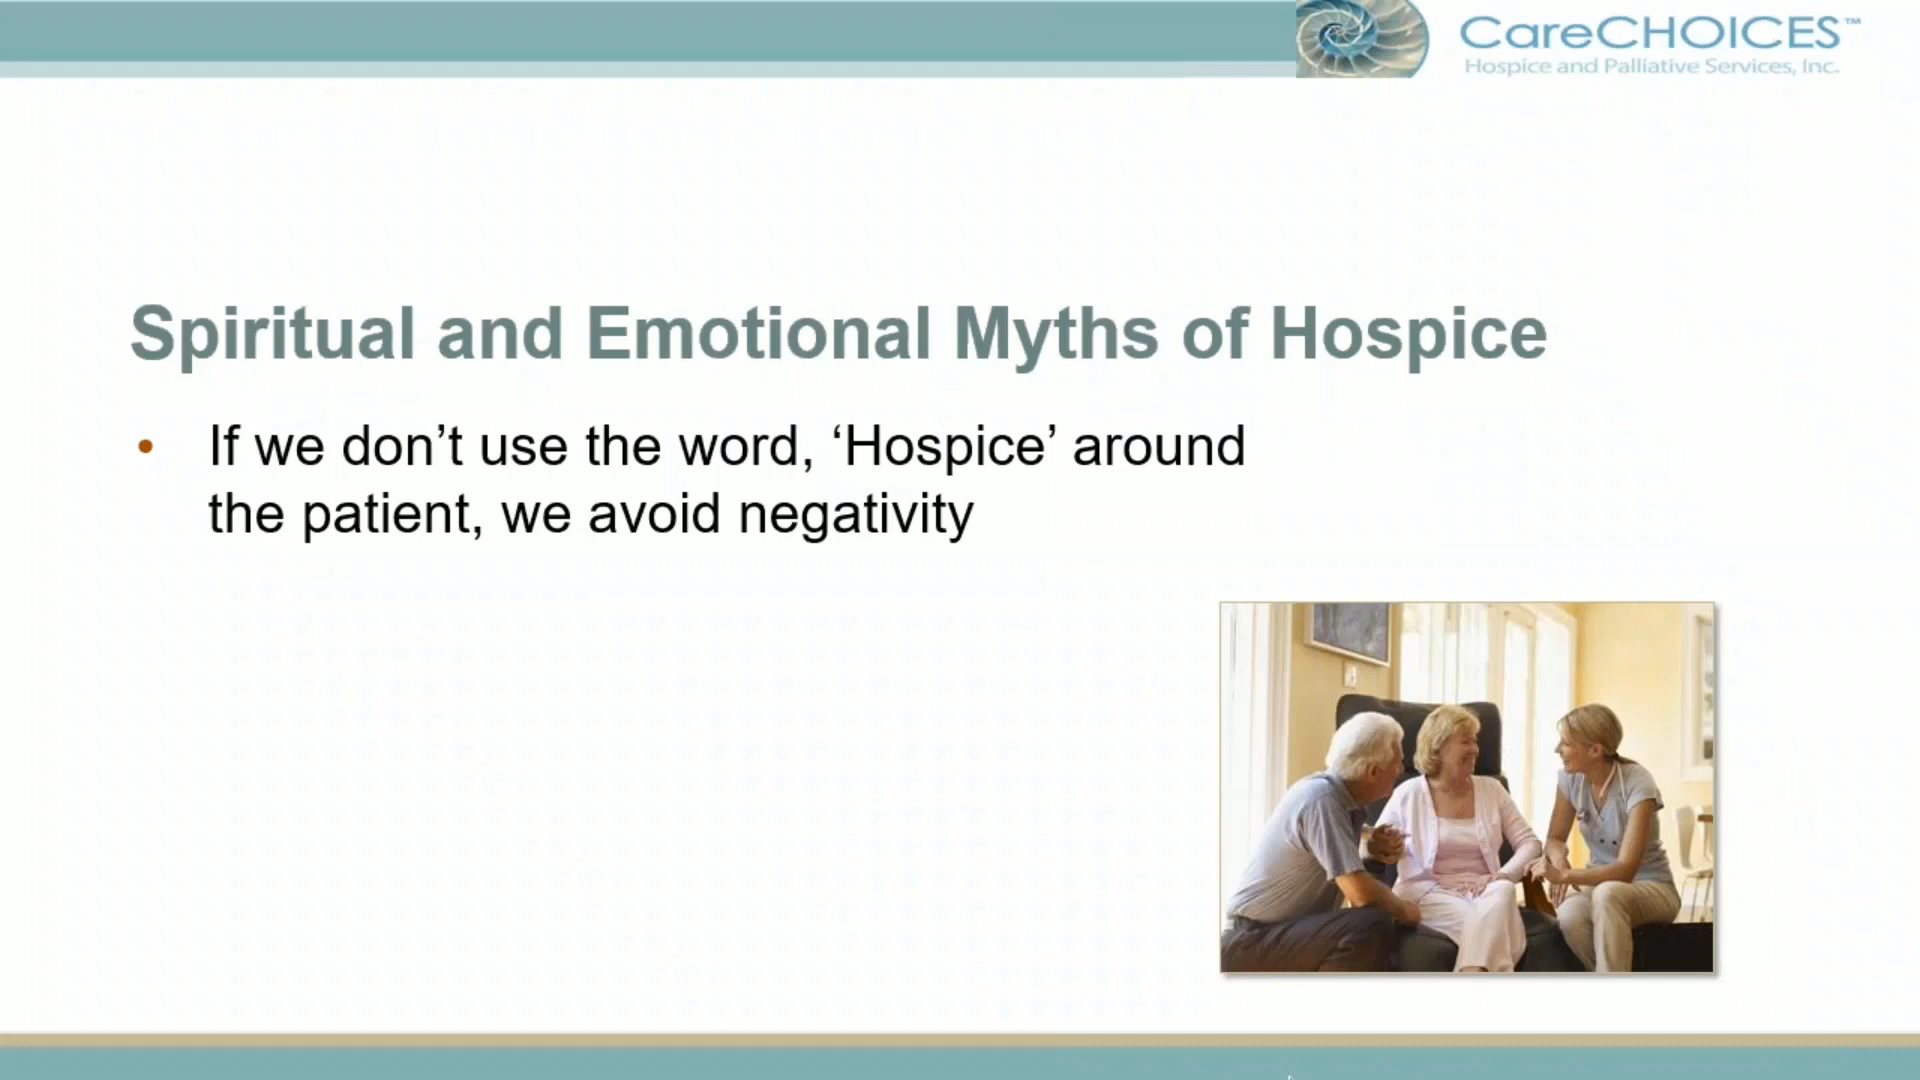 CareCHOICES™
Hospice and Palliative Services, Inc.
Spiritual and Emotional Myths of Hospice
• If we don’t use the word, ‘Hospice’ around
the patient, we avoid negativity